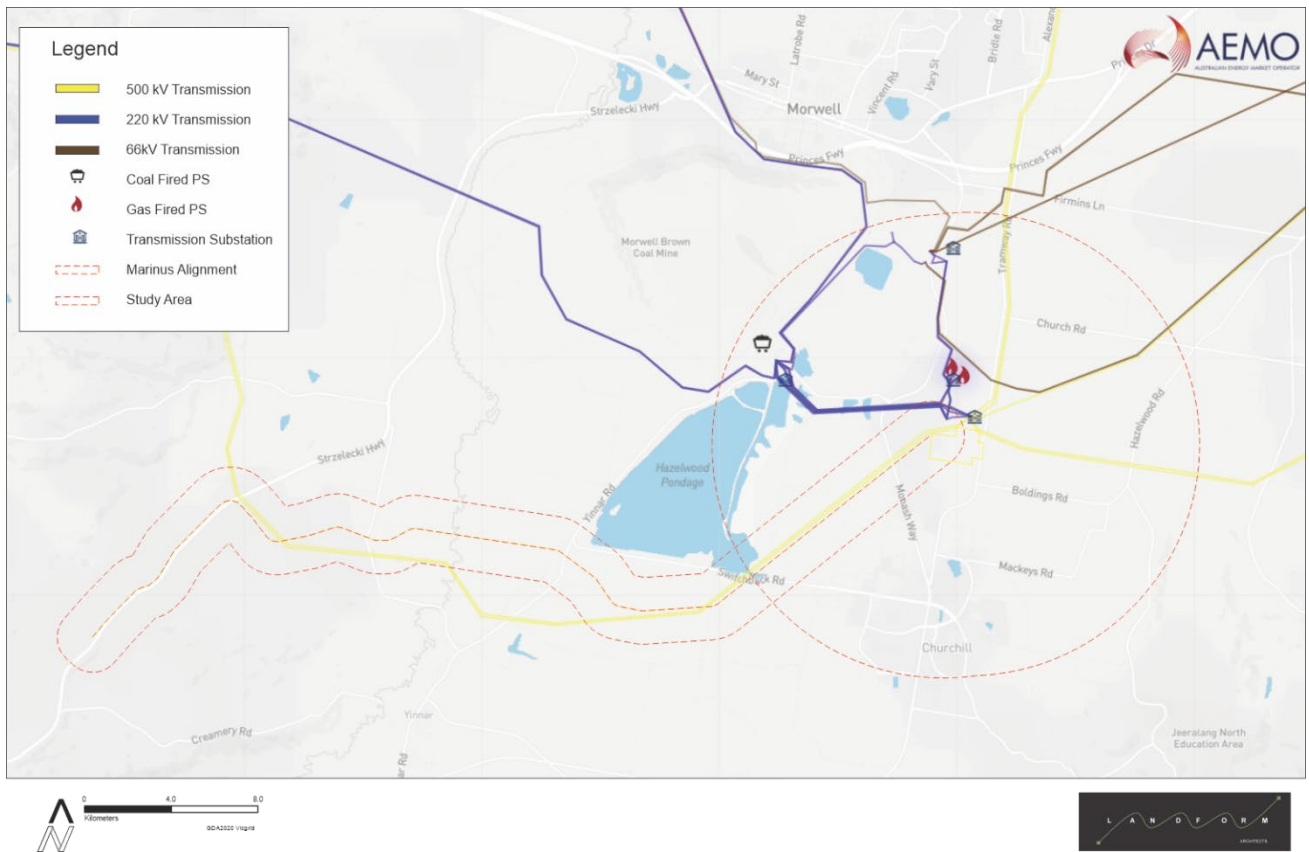 Legend
500 kV Transmission
220 kV Transmission
66kV Transmission
Coal Fired PS
Gas Fired PS
Transmission Substation
Marinus Alignment
Study Area
AEMO
AUSTRALIAN ENERGY MARKET OPERATOR
Latrobe Rd
Bridle Rd
Mary St
Vincent Rd
Vary St
Strzelecki Hwy
Morwell
Princes Fwy
Princes Fwy
Firmins Ln
Morwell Brown
Coal Mine
Tramway Rd
Church Rd
Hazelwood Rd
Strzelecki Hwy
Hazelwood
Pondage
Yinnar Rd
Monash Way
Boldings Rd
Mackeys Rd
Churchill
Yinnar
Creamery Rd
Jeeralang North
Education Area
0 4.0 8.0
Kilometers
GDA2020 Vicgrid
LANDFORM
ARCHITECTS